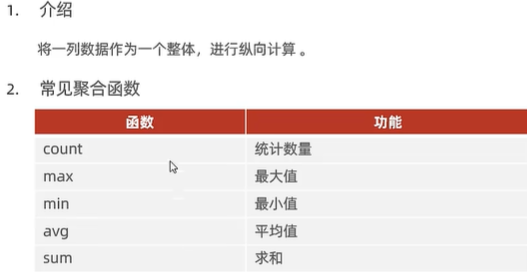 1. 介绍
将一列数据作为一个整体，进行纵向计算 。
2. 常见聚合函数
函数 功能
count 统计数量
max 最大值
min 最小值
avg 平均值
sum 求和